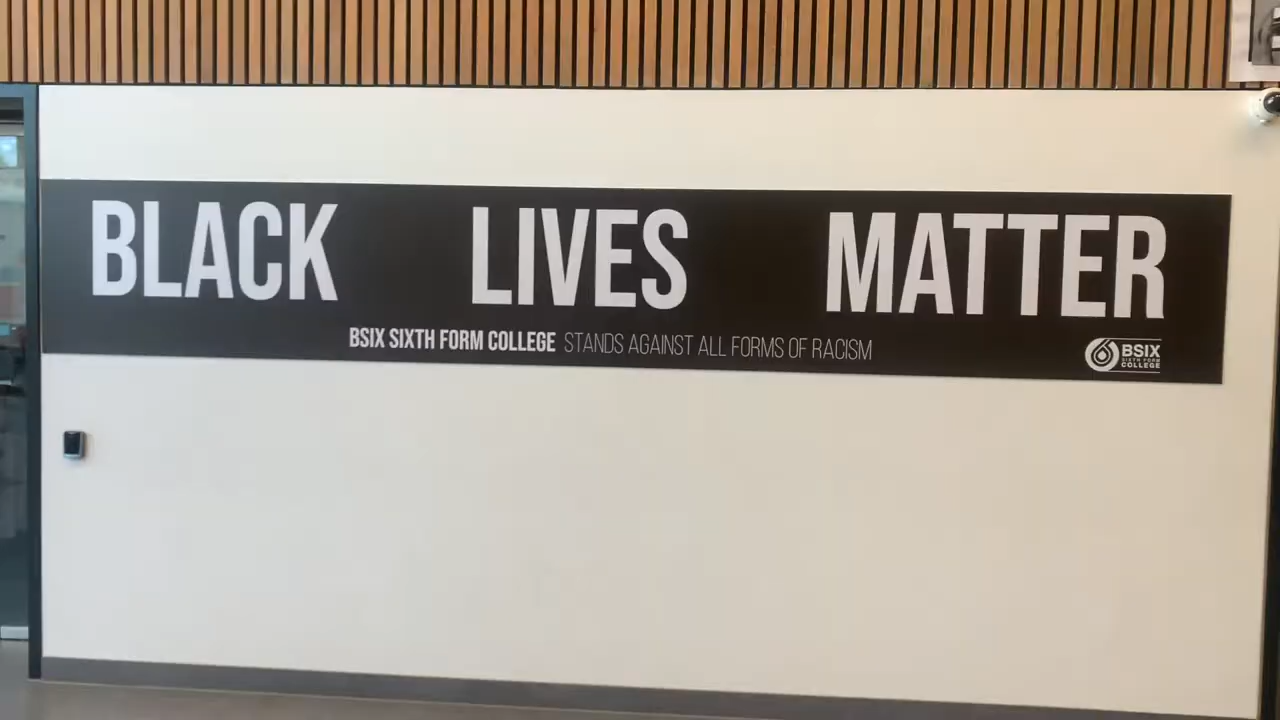 BLACK LIVES MATTER
BSIX SIXTH FORM COLLEGE STANDS AGAINST ALL FORMS OF RACISM
BSIX
SIXTH FORM
COLLEGE